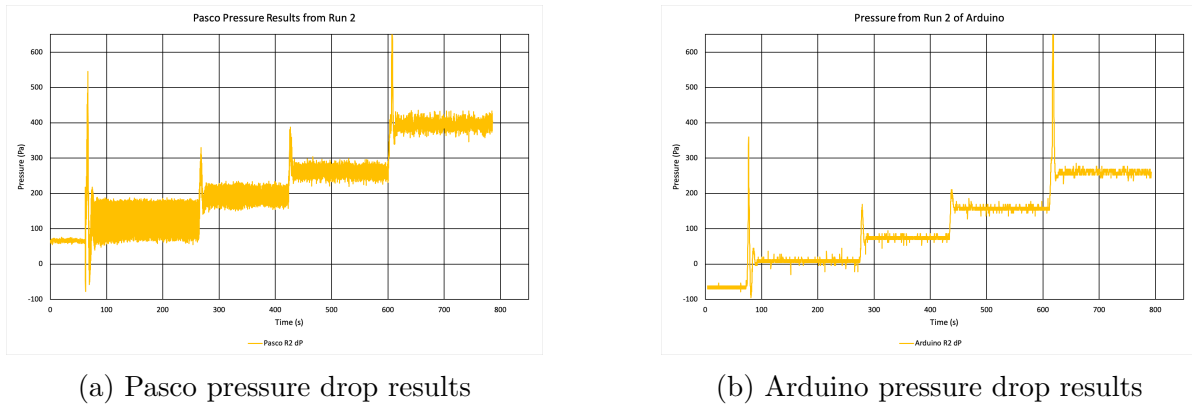 Pasco Pressure Results from Run 2
Pressure (Pa)
600
500
400
300
200
100
0
-100
0 100 200 300 400 500 600 700 800
Time (s)
Pasco R2 dP
(a) Pasco pressure drop results
Pressure from Run 2 of Arduino
Pressure (Pa)
600
500
400
300
200
100
0
-100
0 100 200 300 400 500 600 700 800
Time (s)
Arduino R2 dP
(b) Arduino pressure drop results